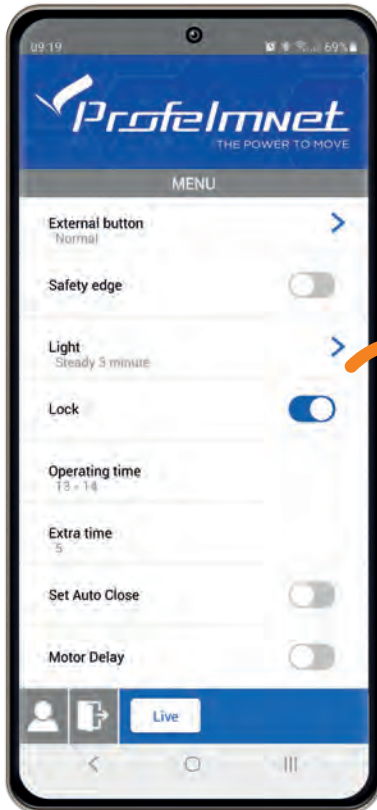 09:19 69%
Profelmnet
THE POWER TO MOVE
MENU
External button
Normal
Safety edge
Light
Steady 3 minute
Lock
Operating time
13 - 14
Extra time
5
Set Auto Close
Motor Delay
Live